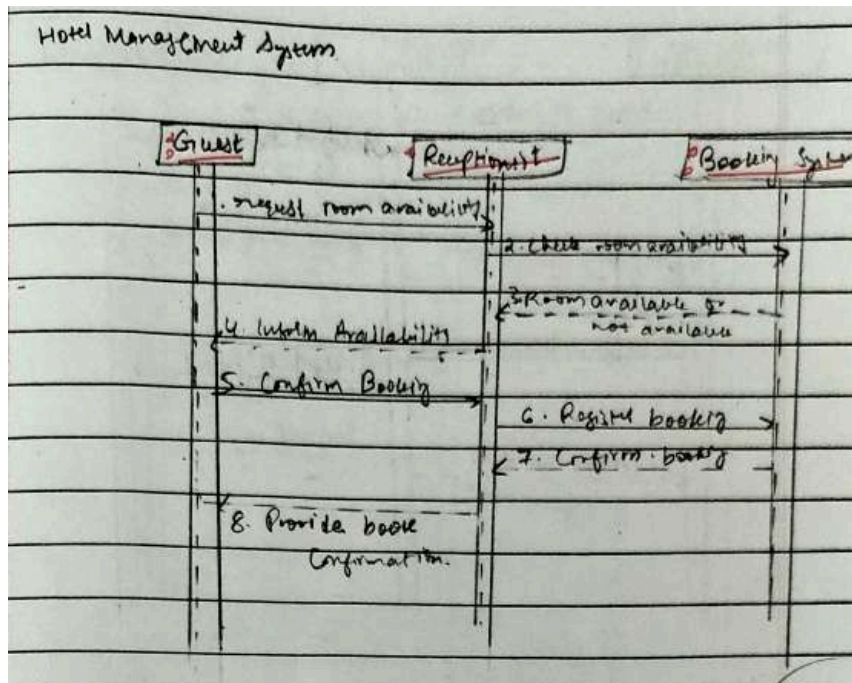 Hotel Management System
: Guest
: Receptionist
: Booking System
1. request room availability
2. Check room availability
3. Room available or
not available
4. Inform Availability
5. Confirm Booking
6. Register booking
7. Confirm booking
8. Provide book
Confirmation.